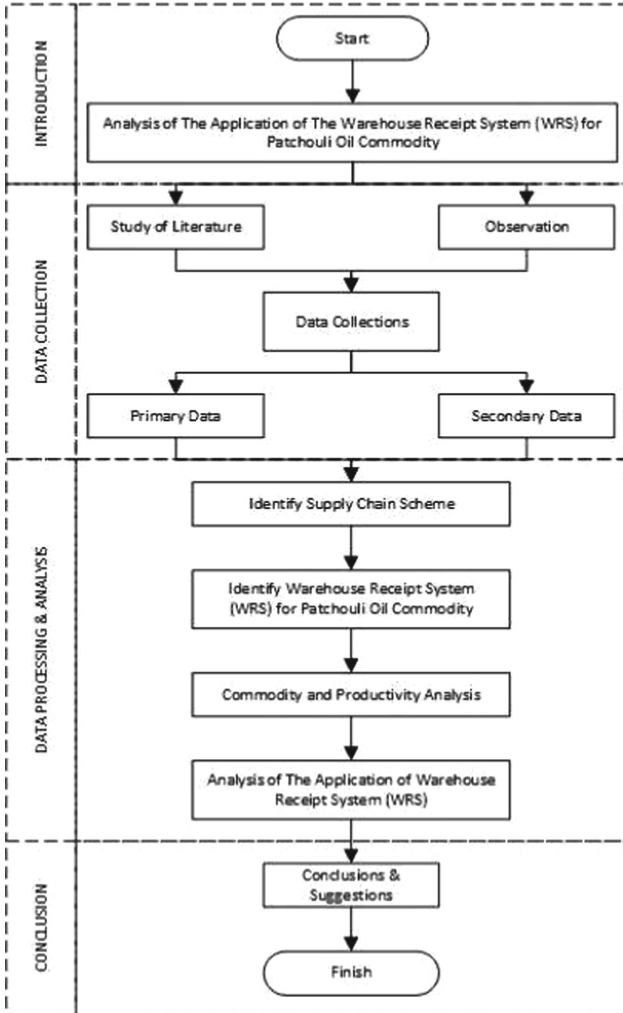 INTRODUCTION
Start
Analysis of The Application of The Warehouse Receipt System (WRS) for
Patchouli Oil Commodity
DATA COLLECTION
Study of Literature
Observation
Data Collections
Primary Data
Secondary Data
DATA PROCESSING & ANALYSIS
Identify Supply Chain Scheme
Identify Warehouse Receipt System
(WRS) for Patchouli Oil Commodity
Commodity and Productivity Analysis
Analysis of The Application of Warehouse
Receipt System (WRS)
CONCLUSION
Conclusions &
Suggestions
Finish